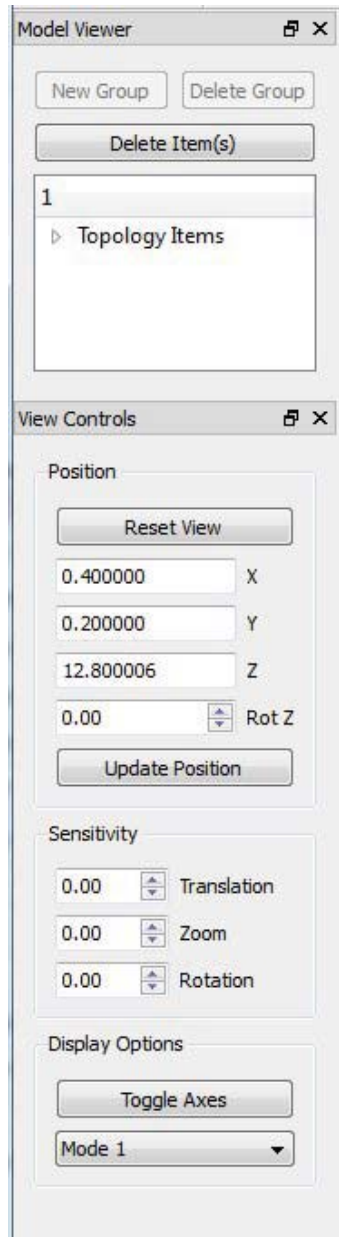 Model Viewer
New Group Delete Group
Delete Item(s)
1
Topology Items
View Controls
Position
Reset View
0.400000 X
0.200000 Y
12.800006 Z
0.00 Rot Z
Update Position
Sensitivity
0.00 Translation
0.00 Zoom
0.00 Rotation
Display Options
Toggle Axes
Mode 1